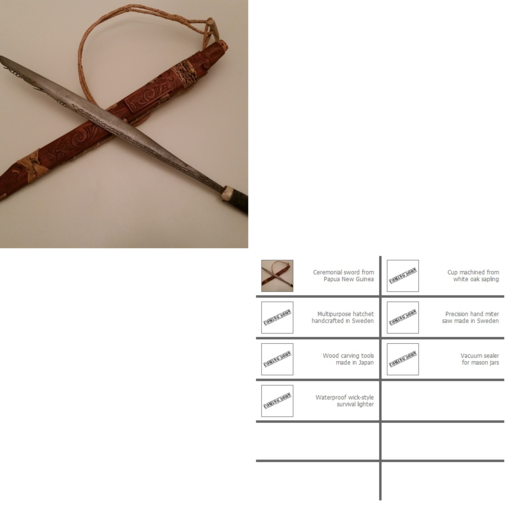 Ceremonial sword from
Papua New Guinea
Cup machined from
white oak sapling
Multipurpose hatchet
handcrafted in Sweden
Precision hand miter
saw made in Sweden
Wood carving tools
made in Japan
Vacuum sealer
for mason jars
Waterproof wick-style
survival lighter